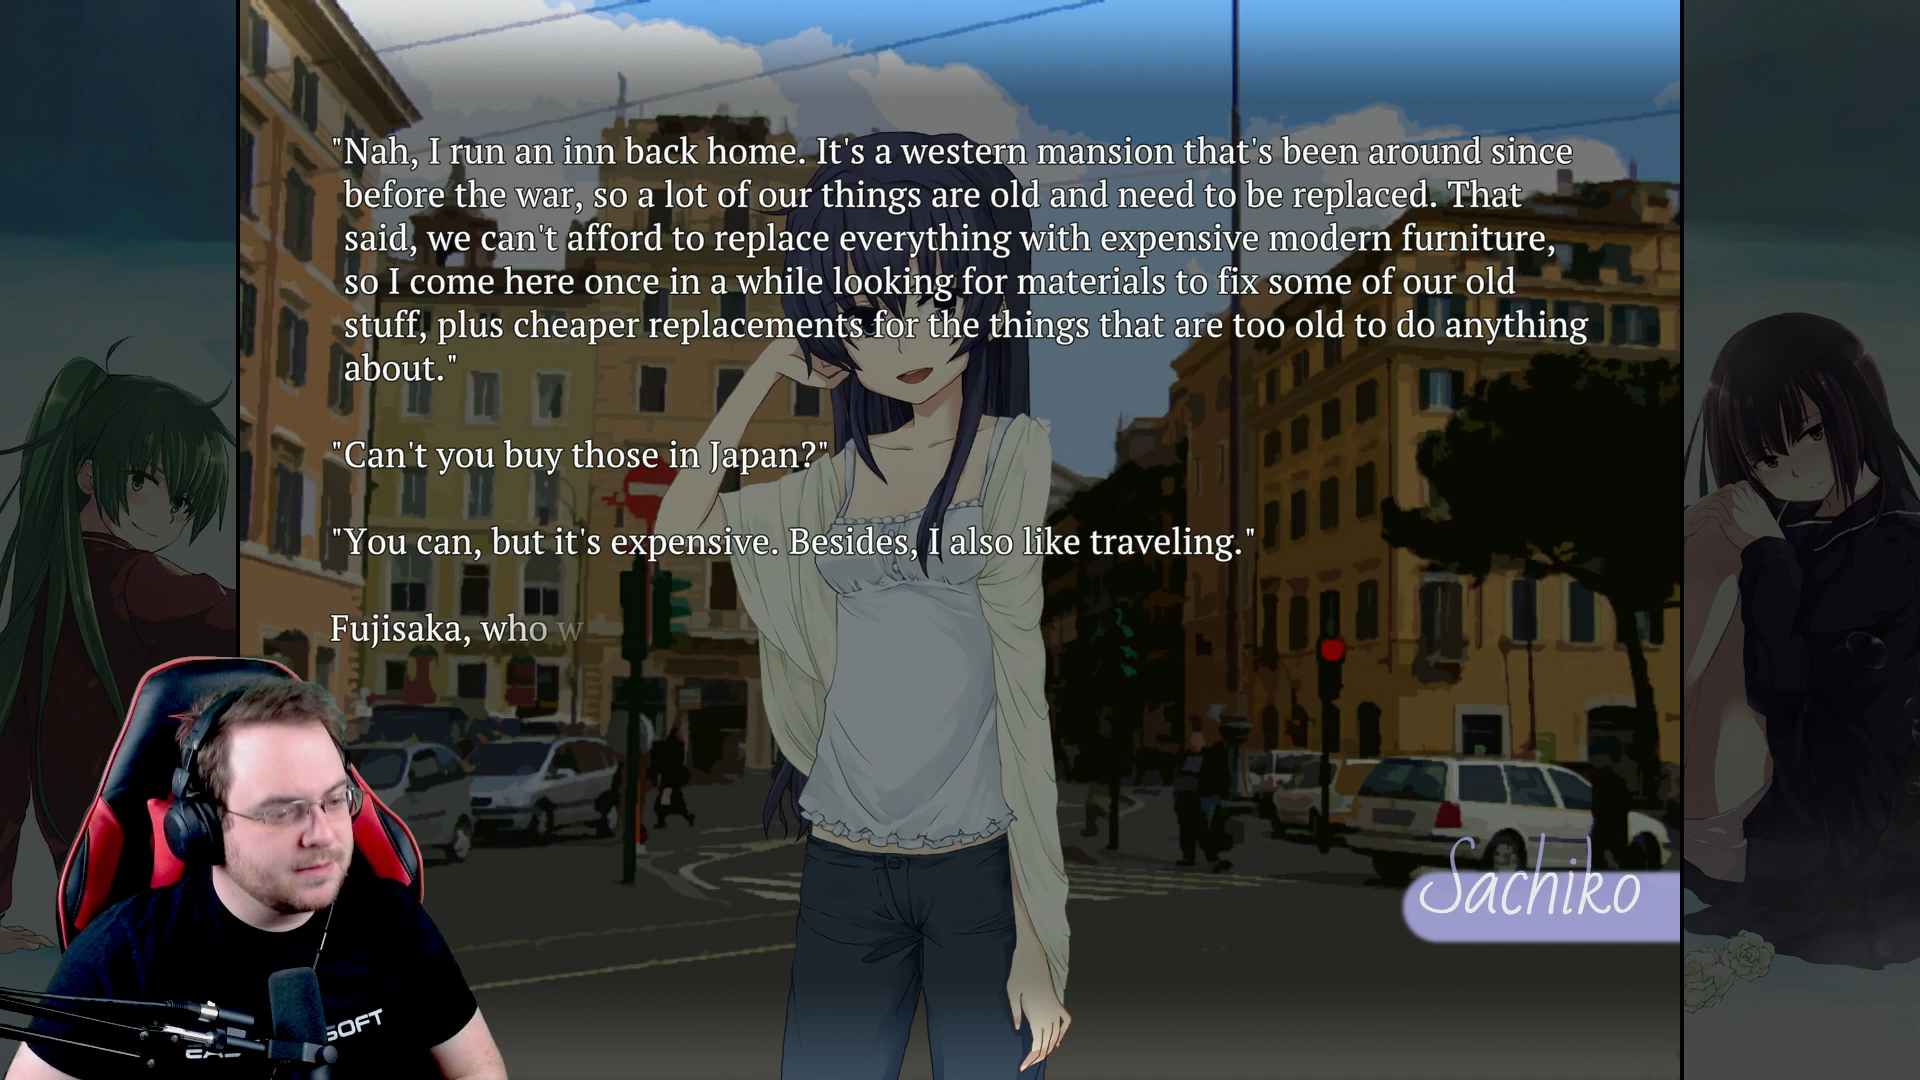 "Nah, I run an inn back home. It's a western mansion that's been around since
before the war, so a lot of our things are old and need to be replaced. That
said, we can't afford to replace everything with expensive modern furniture,
so I come here once in a while looking for materials to fix some of our old
stuff, plus cheaper replacements for the things that are too old to do anything
about."
"Can't you buy those in Japan?"
"You can, but it's expensive. Besides, I also like traveling."
Fujisaka, who w
Sachiko
SOFT